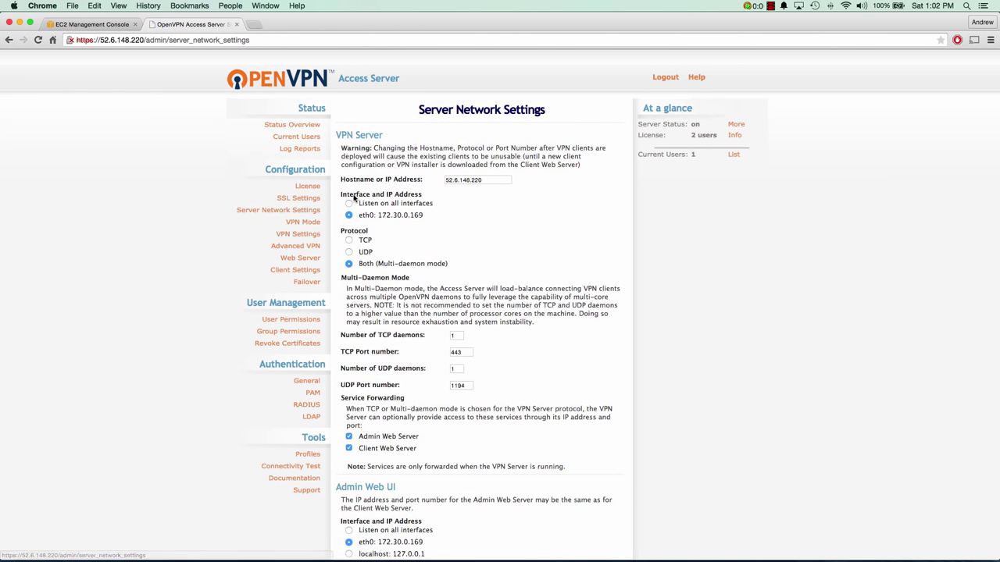 Chrome File Edit View History Bookmarks People Window Help
0:0 100% Sat 1:02 PM
EC2 Management Console
OpenVPN Access Server S
Andrew
https://52.6.148.220/admin/server_network_settings
OPENVPN™ Access Server
Logout Help
Status
Status Overview
Current Users
Log Reports
Configuration
License
SSL Settings
Server Network Settings
VPN Mode
VPN Settings
Advanced VPN
Web Server
Client Settings
Failover
User Management
User Permissions
Group Permissions
Revoke Certificates
Authentication
General
PAM
RADIUS
LDAP
Tools
Profiles
Connectivity Test
Documentation
Support
Server Network Settings
VPN Server
Warning: Changing the Hostname, Protocol or Port Number after VPN clients are
deployed will cause the existing clients to be unusable (until a new client
configuration or VPN installer is downloaded from the Client Web Server)
Hostname or IP Address: 52.6.148.220
Interface and IP Address
Listen on all interfaces
eth0: 172.30.0.169
Protocol
TCP
UDP
Both (Multi-daemon mode)
Multi-Daemon Mode
In Multi-Daemon mode, the Access Server will load-balance connecting VPN clients
across multiple OpenVPN daemons to fully leverage the capability of multi-core
servers. NOTE: It is not recommended to set the number of TCP and UDP daemons
to a higher value than the number of processor cores on the machine. Doing so
may result in resource exhaustion and system instability.
Number of TCP daemons: 1
TCP Port number: 443
Number of UDP daemons: 1
UDP Port number: 1194
Service Forwarding
When TCP or Multi-daemon mode is chosen for the VPN Server protocol, the VPN
Server can optionally provide access to these services through its IP address and
port:
Admin Web Server
Client Web Server
Note: Services are only forwarded when the VPN Server is running.
Admin Web UI
The IP address and port number for the Admin Web Server may be the same as for
the Client Web Server.
Interface and IP Address
Listen on all interfaces
eth0: 172.30.0.169
localhost: 127.0.0.1
At a glance
Server Status: on More
License: 2 users Info
Current Users: 1 List
https://52.6.148.220/admin/server_network_settings